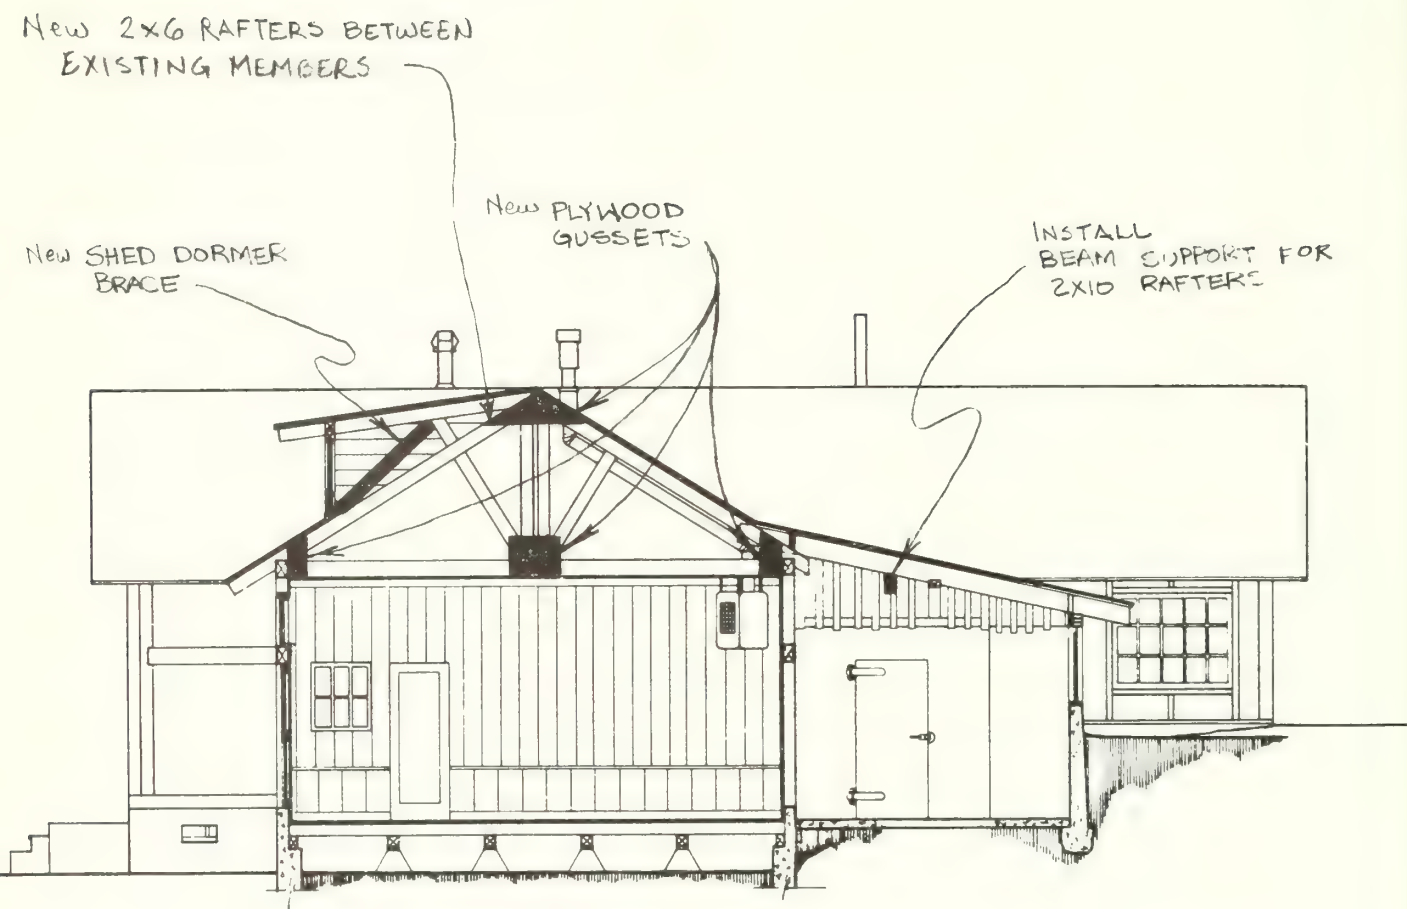 New 2x6 RAFTERS BETWEEN
EXISTING MEMBERS
New PLYWOOD
GUSSETS
New SHED DORMER
BRACE
INSTALL
BEAM SUPPORT FOR
2X10 RAFTERS